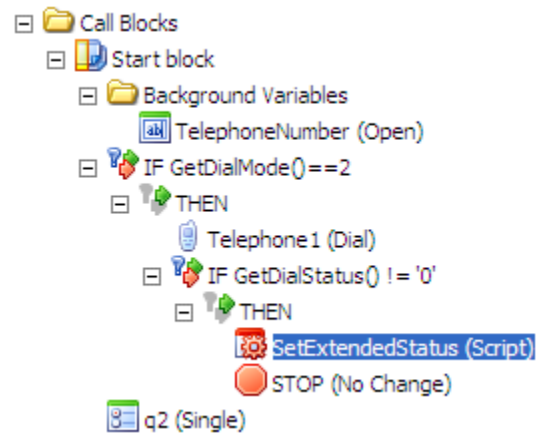 Call Blocks
Start block
Background Variables
ab TelephoneNumber (Open)
IF GetDialMode()==2
THEN
Telephone1 (Dial)
IF GetDialStatus() != '0'
THEN
SetExtendedStatus (Script)
STOP (No Change)
q2 (Single)